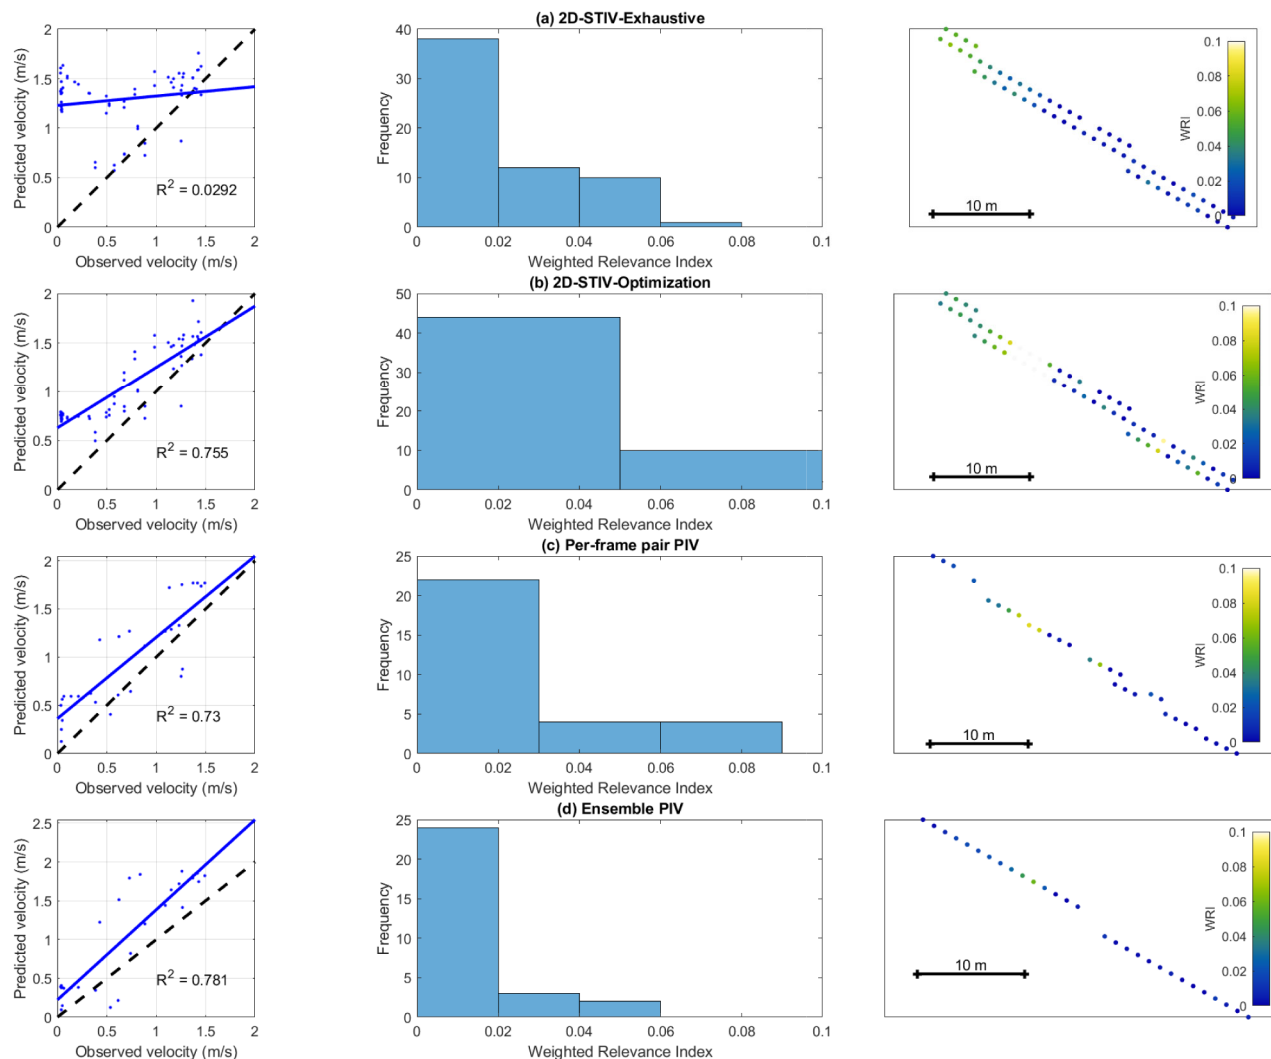 (a) 2D-STIV-Exhaustive
Predicted velocity (m/s)
2
1.5
1
0.5
0
R² = 0.0292
0 0.5 1 1.5 2
Observed velocity (m/s)
Frequency
40
30
20
10
0
0 0.02 0.04 0.06 0.08 0.1
Weighted Relevance Index
10 m
WRI
0.1
0.08
0.06
0.04
0.02
0
(b) 2D-STIV-Optimization
Predicted velocity (m/s)
2
1.5
1
0.5
0
R² = 0.755
0 0.5 1 1.5 2
Observed velocity (m/s)
Frequency
50
40
30
20
10
0
0 0.02 0.04 0.06 0.08 0.1
Weighted Relevance Index
10 m
WRI
0.1
0.08
0.06
0.04
0.02
0
(c) Per-frame pair PIV
Predicted velocity (m/s)
2
1.5
1
0.5
0
R² = 0.73
0 0.5 1 1.5 2
Observed velocity (m/s)
Frequency
25
20
15
10
5
0
0 0.02 0.04 0.06 0.08 0.1
Weighted Relevance Index
10 m
WRI
0.1
0.08
0.06
0.04
0.02
0
(d) Ensemble PIV
Predicted velocity (m/s)
2.5
2
1.5
1
0.5
0
R² = 0.781
0 0.5 1 1.5 2
Observed velocity (m/s)
Frequency
25
20
15
10
5
0
0 0.02 0.04 0.06 0.08 0.1
Weighted Relevance Index
10 m
WRI
0.1
0.08
0.06
0.04
0.02
0